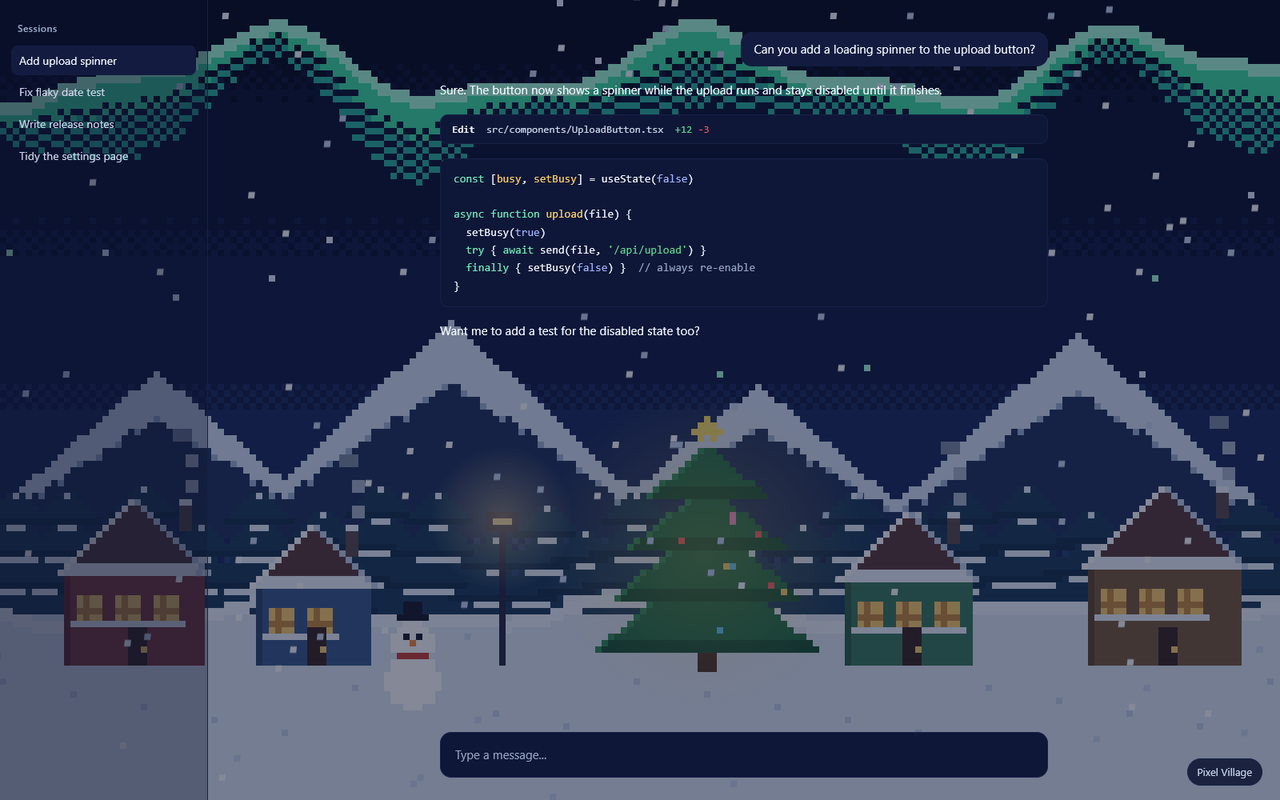 Sessions
Add upload spinner
Fix flaky date test
Write release notes
Tidy the settings page
Can you add a loading spinner to the upload button?
Sure. The button now shows a spinner while the upload runs and stays disabled until it finishes.
Edit src/components/UploadButton.tsx +12 -3
const [busy, setBusy] = useState(false)
async function upload(file) {
  setBusy(true)
  try { await send(file, '/api/upload') }
  finally { setBusy(false) }  // always re-enable
}
Want me to add a test for the disabled state too?
Type a message...
Pixel Village